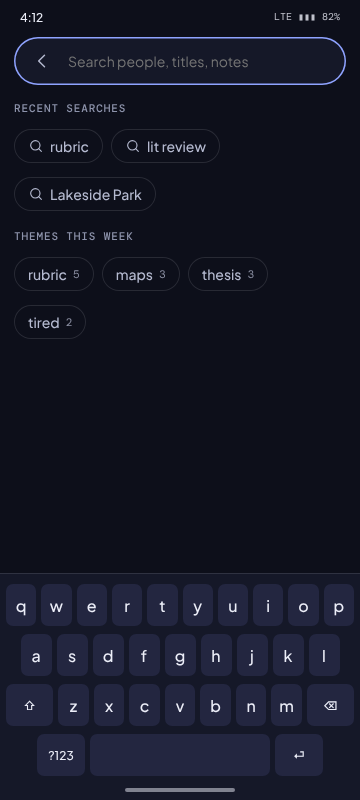 4:12 LTE 82%
Search people, titles, notes
RECENT SEARCHES
rubric lit review
Lakeside Park
THEMES THIS WEEK
rubric 5 maps 3 thesis 3
tired 2
q w e r t y u i o p
a s d f g h j k l
z x c v b n m
?123